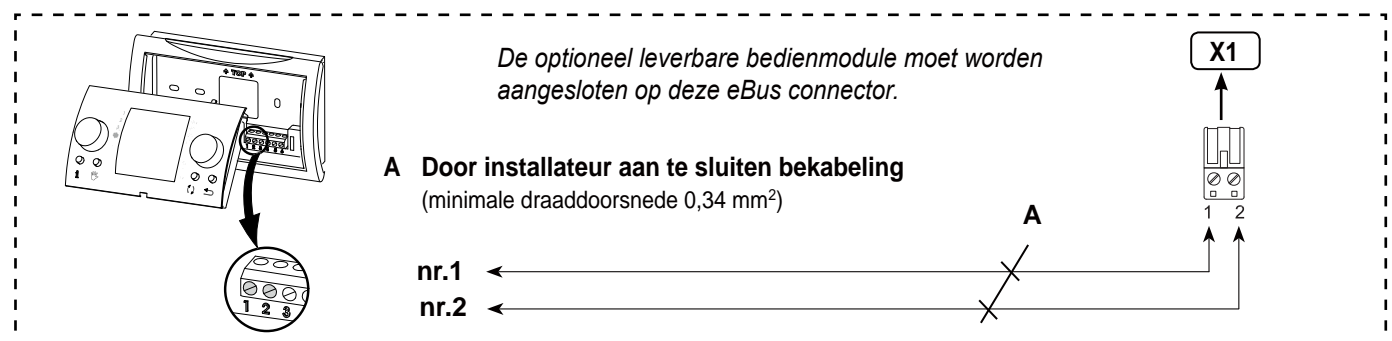 De optioneel leverbare bedienmodule moet worden
aangesloten op deze eBus connector.
X1
TOP
A Door installateur aan te sluiten bekabeling
(minimale draaddoorsnede 0,34 mm²)
A
1 2
nr.1
nr.2
1 2 3